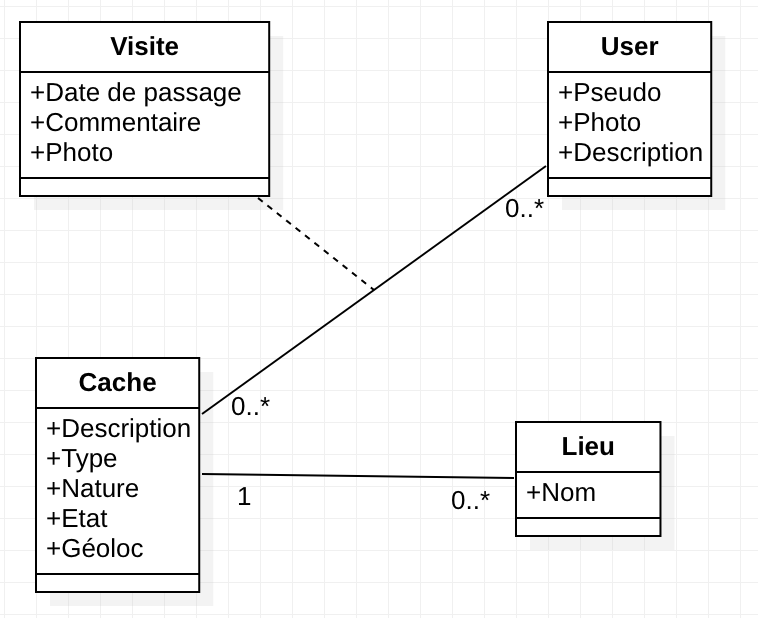 Visite
+Date de passage
+Commentaire
+Photo
User
+Pseudo
+Photo
+Description
0..*
Cache
+Description
+Type
+Nature
+Etat
+Géoloc
0..*
1
0..*
Lieu
+Nom